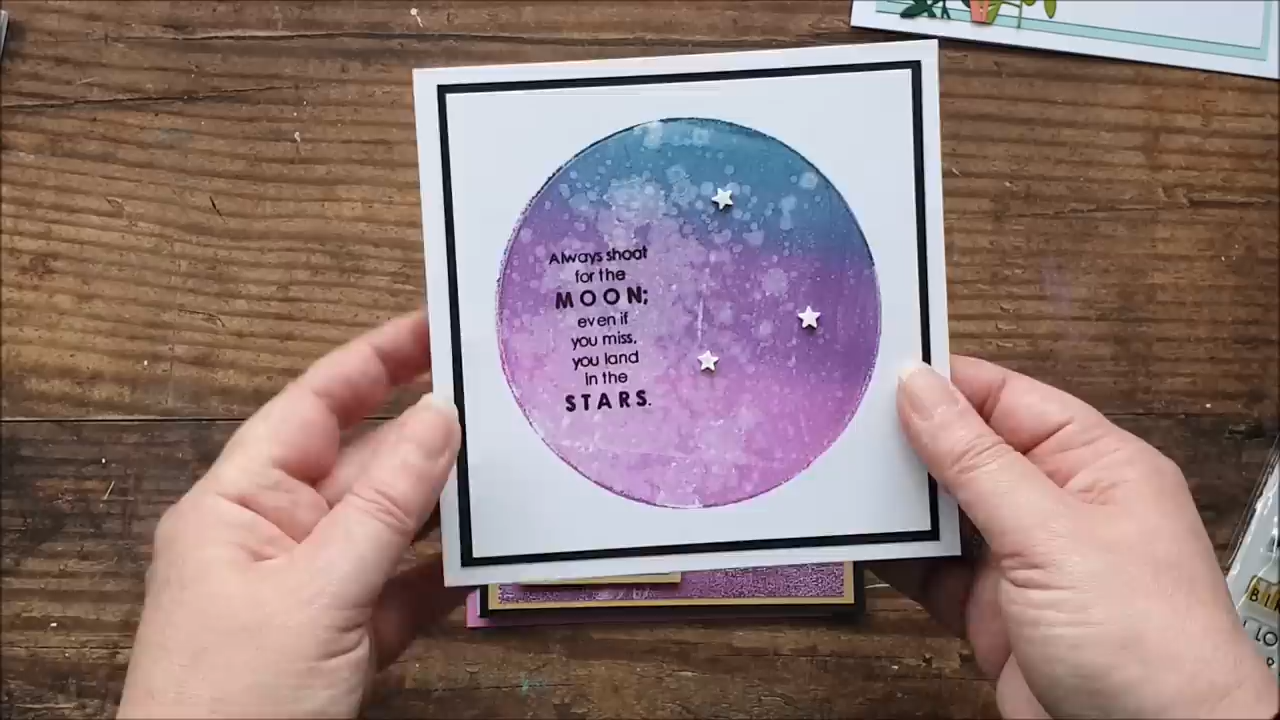 Always shoot
for the
MOON;
even if
you miss,
you land
in the
STARS.